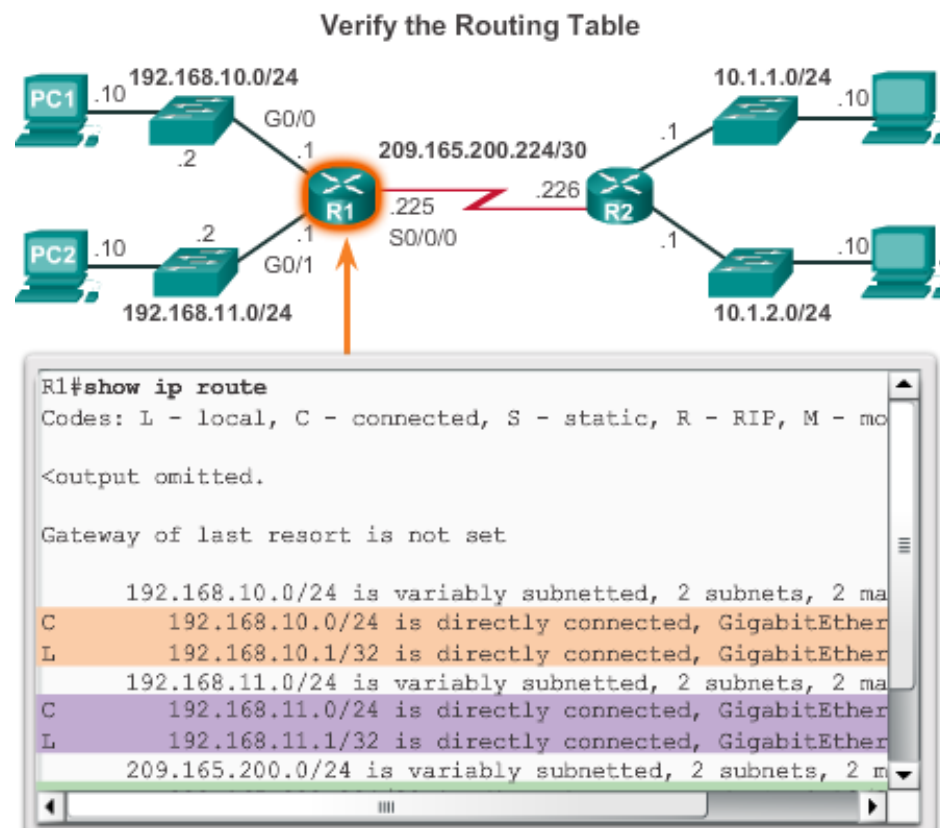 Verify the Routing Table
192.168.10.0/24
10.1.1.0/24
PC1
.10
.10
G0/0
.2
.1
209.165.200.224/30
.1
R1
.225
.226
R2
S0/0/0
PC2
.10
.2
.1
G0/1
.1
.10
192.168.11.0/24
10.1.2.0/24
R1#show ip route
Codes: L - local, C - connected, S - static, R - RIP, M - mo
<output omitted.
Gateway of last resort is not set
192.168.10.0/24 is variably subnetted, 2 subnets, 2 ma
C 192.168.10.0/24 is directly connected, GigabitEther
L 192.168.10.1/32 is directly connected, GigabitEther
192.168.11.0/24 is variably subnetted, 2 subnets, 2 ma
C 192.168.11.0/24 is directly connected, GigabitEther
L 192.168.11.1/32 is directly connected, GigabitEther
209.165.200.0/24 is variably subnetted, 2 subnets, 2 m